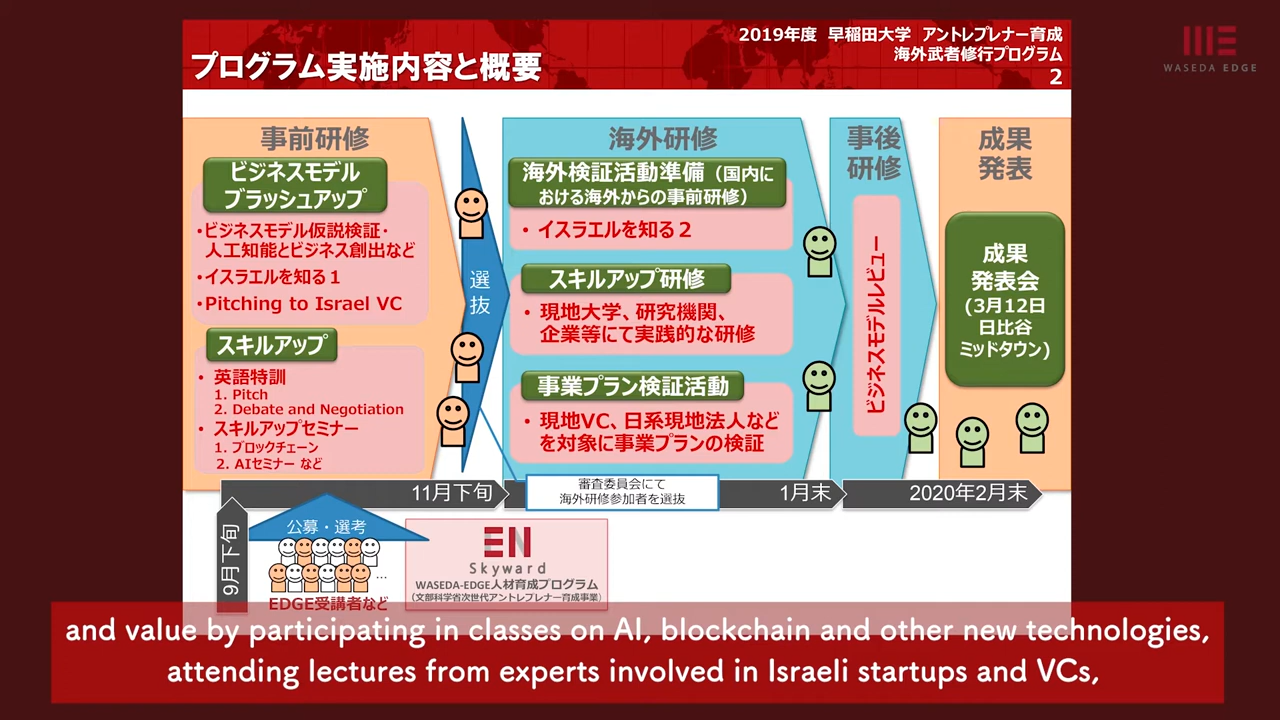 2019年度 早稲田大学 アントレプレナー育成
海外武者修行プログラム
2
プログラム実施内容と概要
WASEDA EDGE
事前研修
ビジネスモデル
ブラッシュアップ
・ビジネスモデル仮説検証・
人工知能とビジネス創出など
・イスラエルを知る１
・Pitching to Israel VC
スキルアップ
・ 英語特訓
1. Pitch
2. Debate and Negotiation
・ スキルアップセミナー
1. ブロックチェーン
2. AIセミナー など
選抜
海外研修
海外検証活動準備（国内に
おける海外からの事前研修）
・ イスラエルを知る２
スキルアップ研修
・ 現地大学、研究機関、
企業等にて実践的な研修
事業プラン検証活動
・ 現地VC、日系現地法人など
を対象に事業プランの検証
事後
研修
ビジネスモデルレビュー
成果
発表
成果
発表会
(3月12日
日比谷
ミッドタウン)
9月下旬
11月下旬
審査委員会にて
海外研修参加者を選抜
1月末
2020年2月末
公募・選考
...
EDGE受講者など
EN
Skyward
WASEDA-EDGE人材育成プログラム
（文部科学省次世代アントレプレナー育成事業）
and value by participating in classes on AI, blockchain and other new technologies,
attending lectures from experts involved in Israeli startups and VCs,